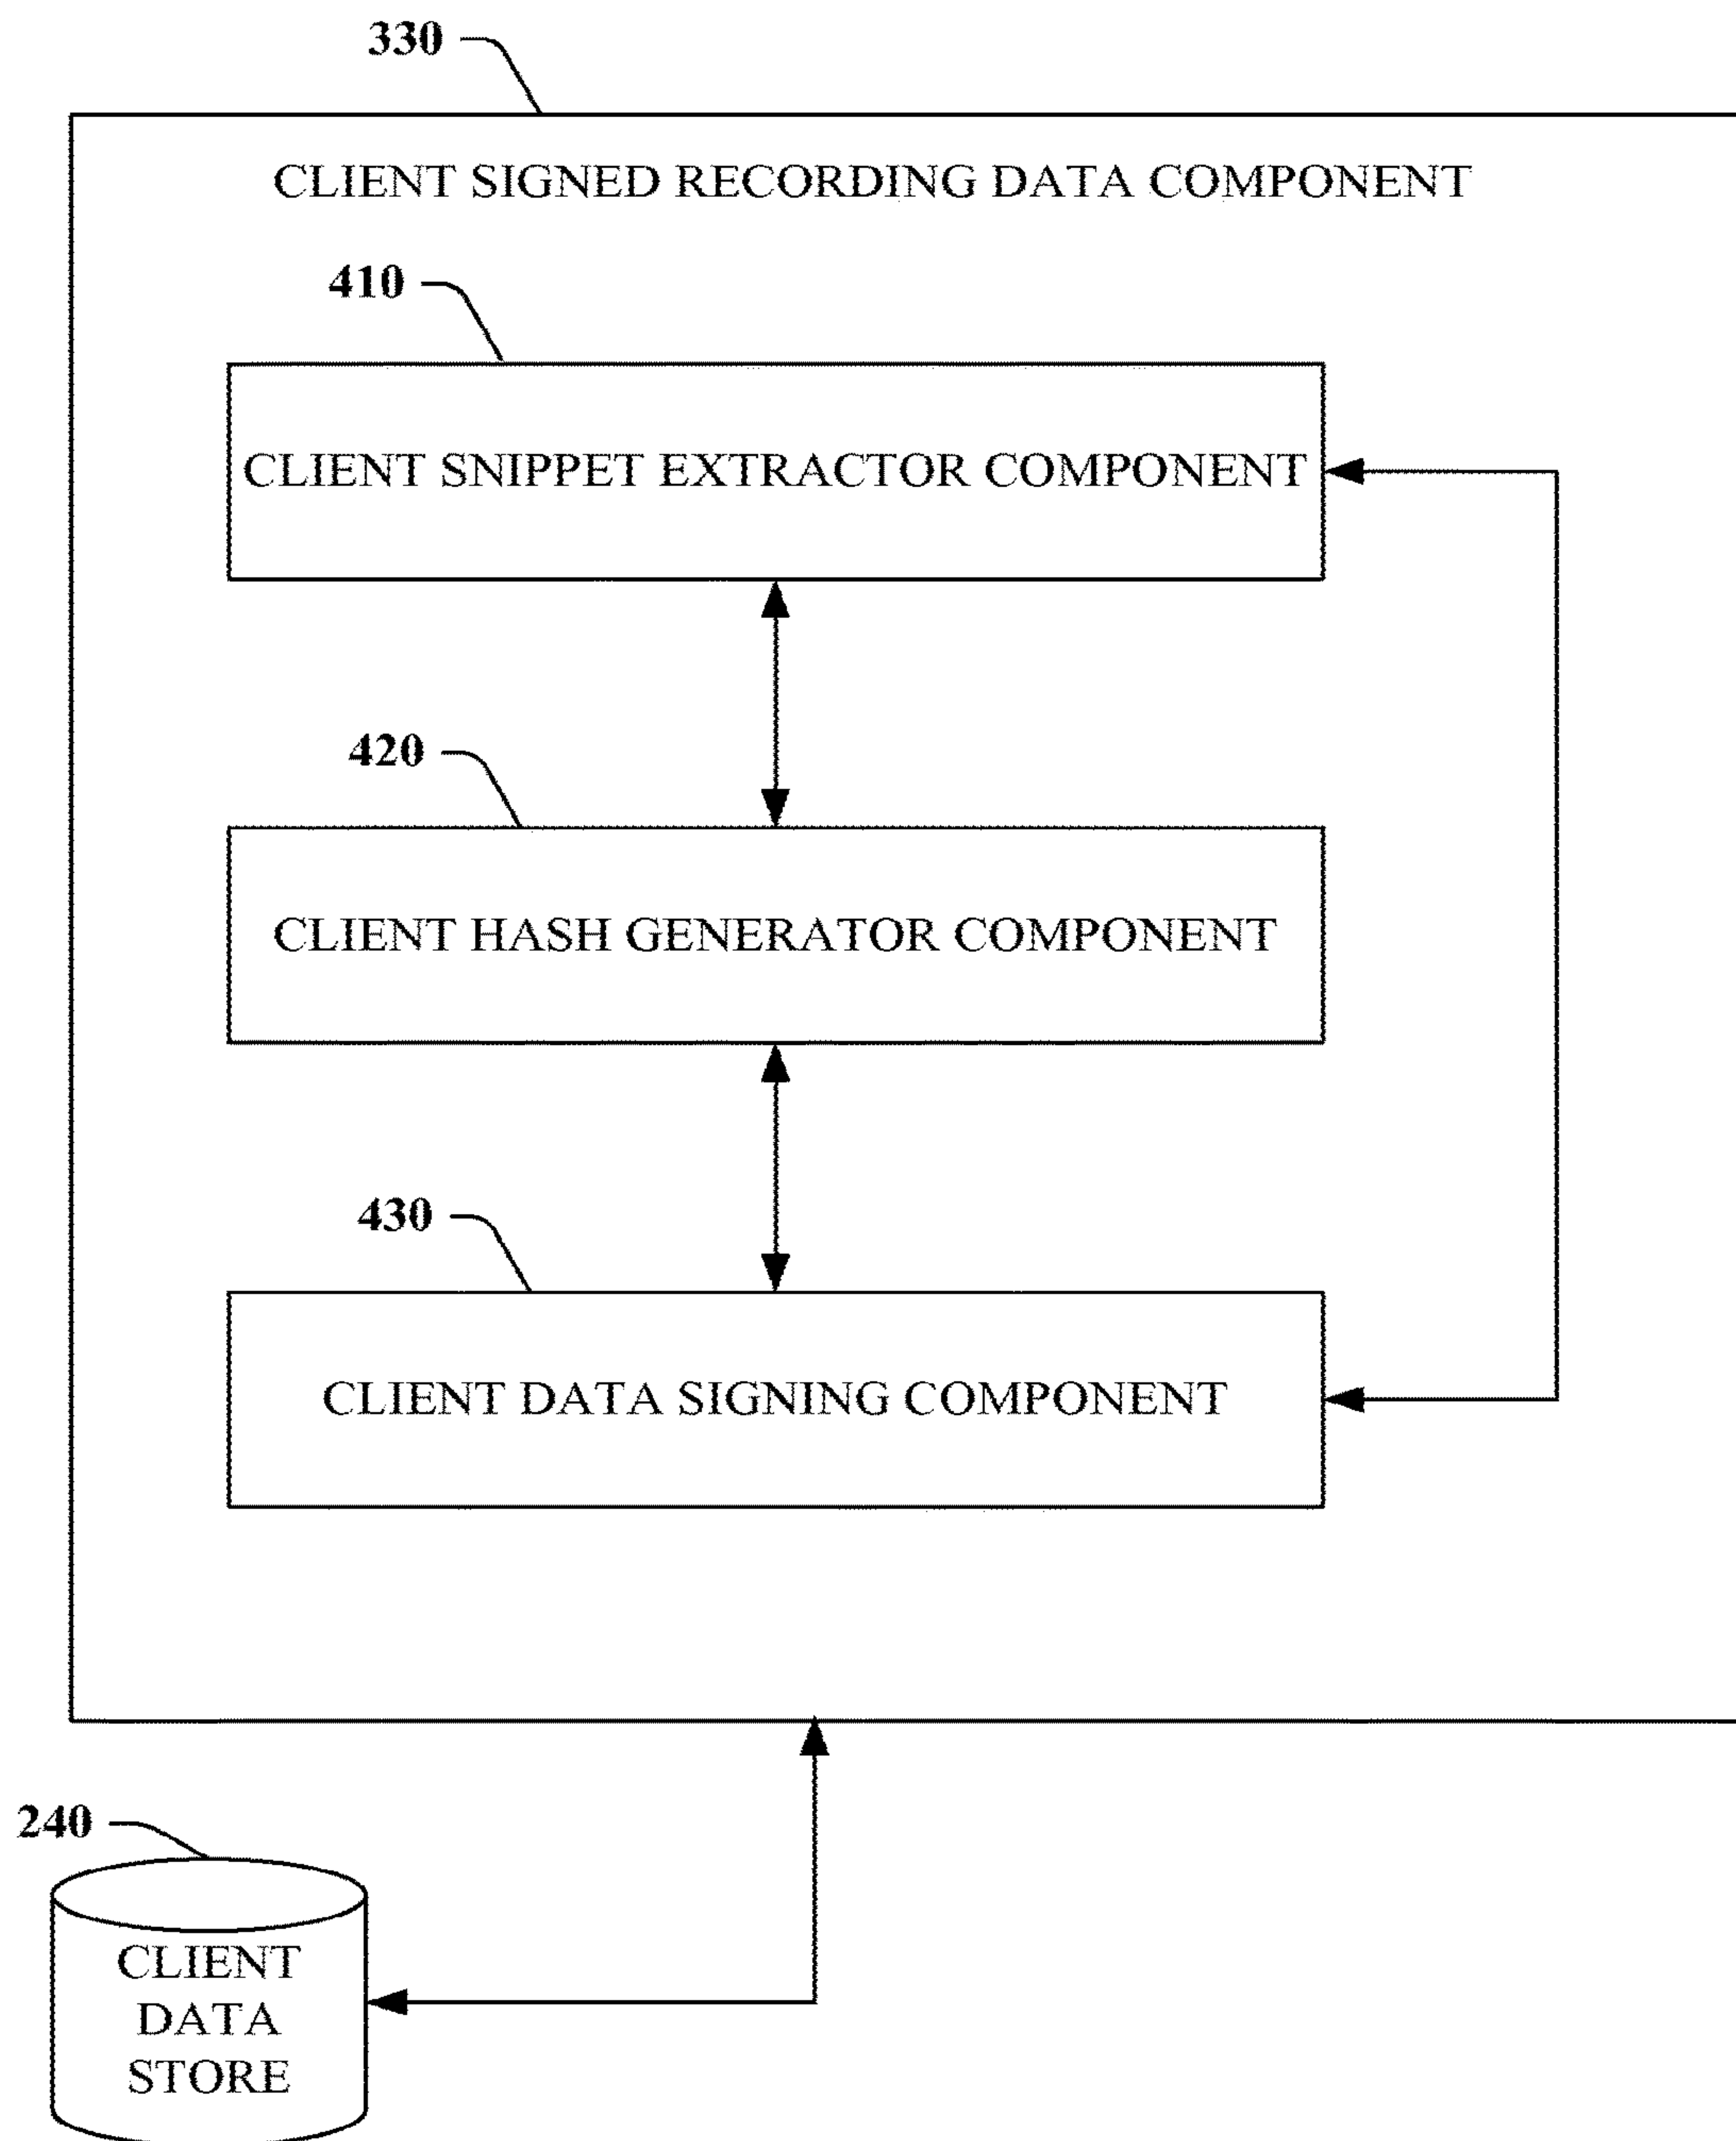 330
CLIENT SIGNED RECORDING DATA COMPONENT
410
CLIENT SNIPPET EXTRACTOR COMPONENT
420
CLIENT HASH GENERATOR COMPONENT
430
CLIENT DATA SIGNING COMPONENT
240
CLIENT
DATA
STORE